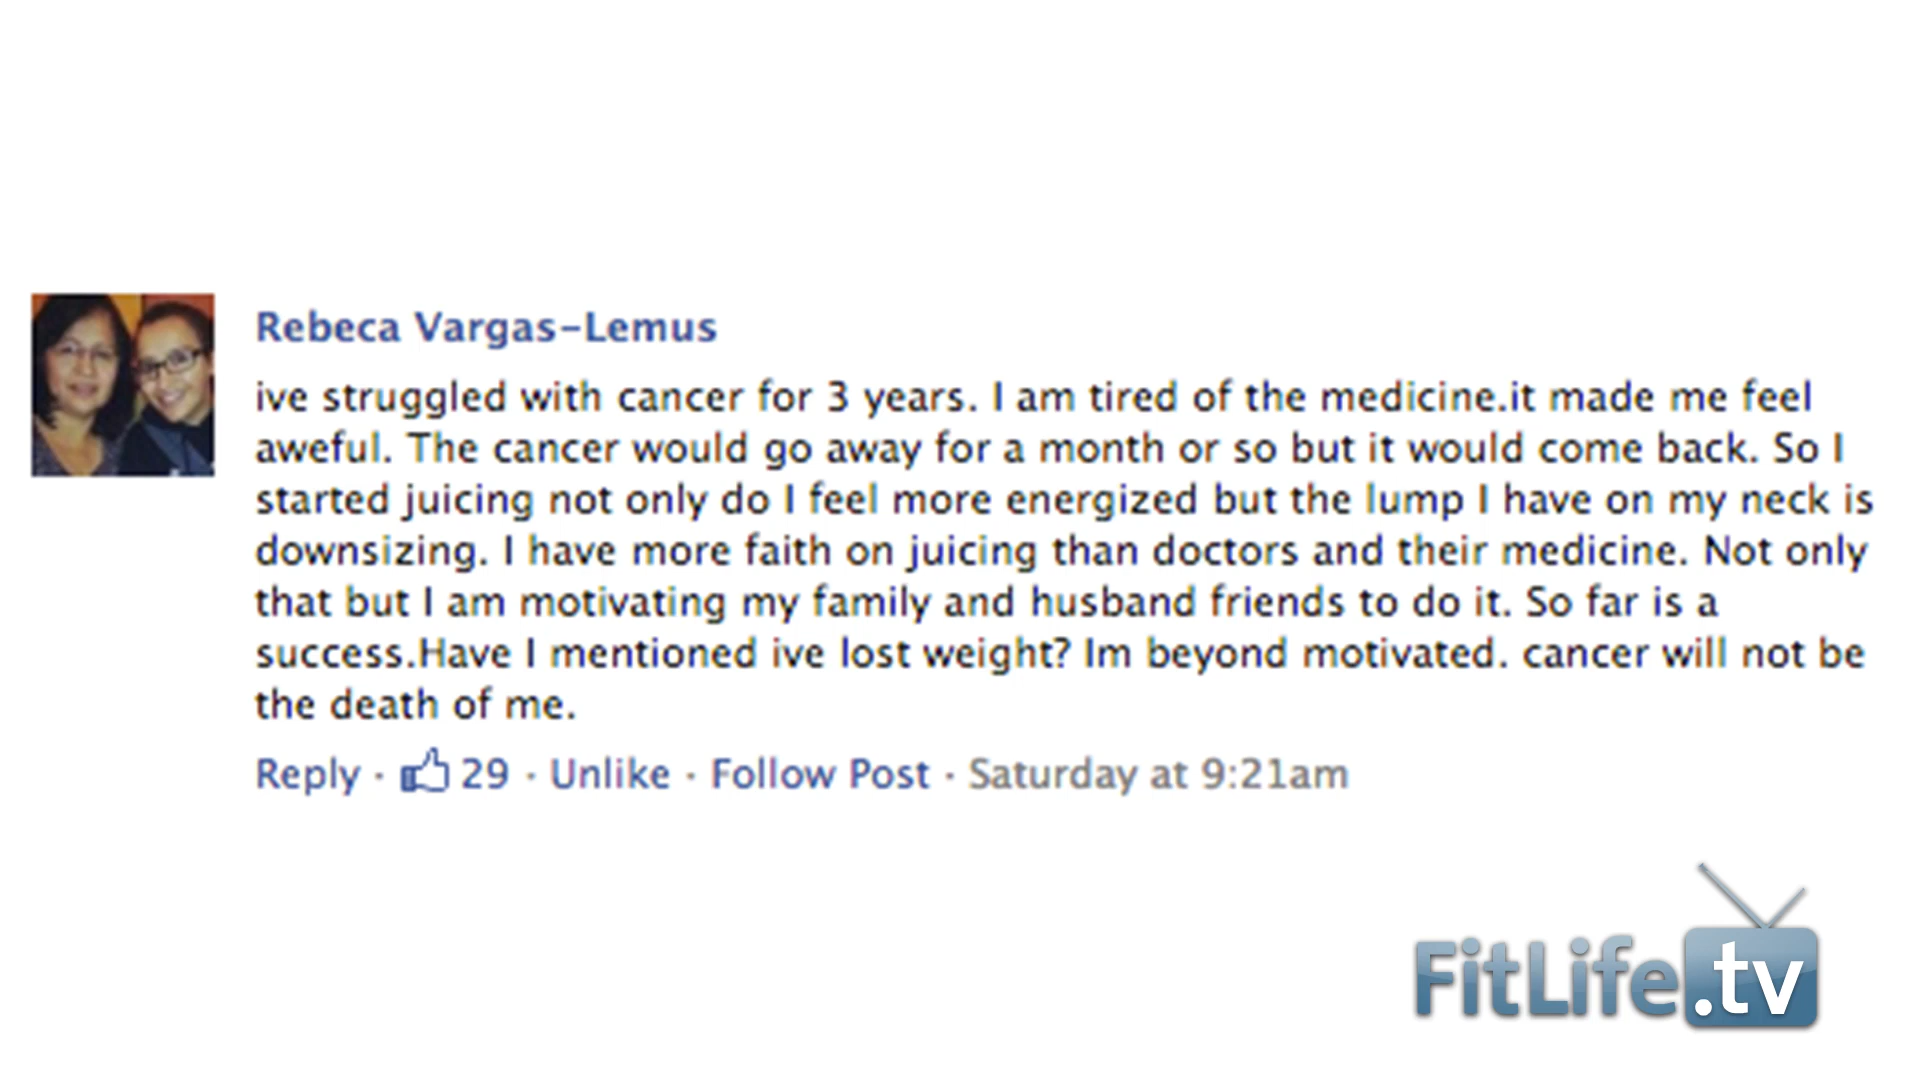 Rebeca Vargas-Lemus
ive struggled with cancer for 3 years. I am tired of the medicine.it made me feel
aweful. The cancer would go away for a month or so but it would come back. So I
started juicing not only do I feel more energized but the lump I have on my neck is
downsizing. I have more faith on juicing than doctors and their medicine. Not only
that but I am motivating my family and husband friends to do it. So far is a
success.Have I mentioned ive lost weight? Im beyond motivated. cancer will not be
the death of me.
Reply · 29 · Unlike · Follow Post · Saturday at 9:21am
FitLife.tv